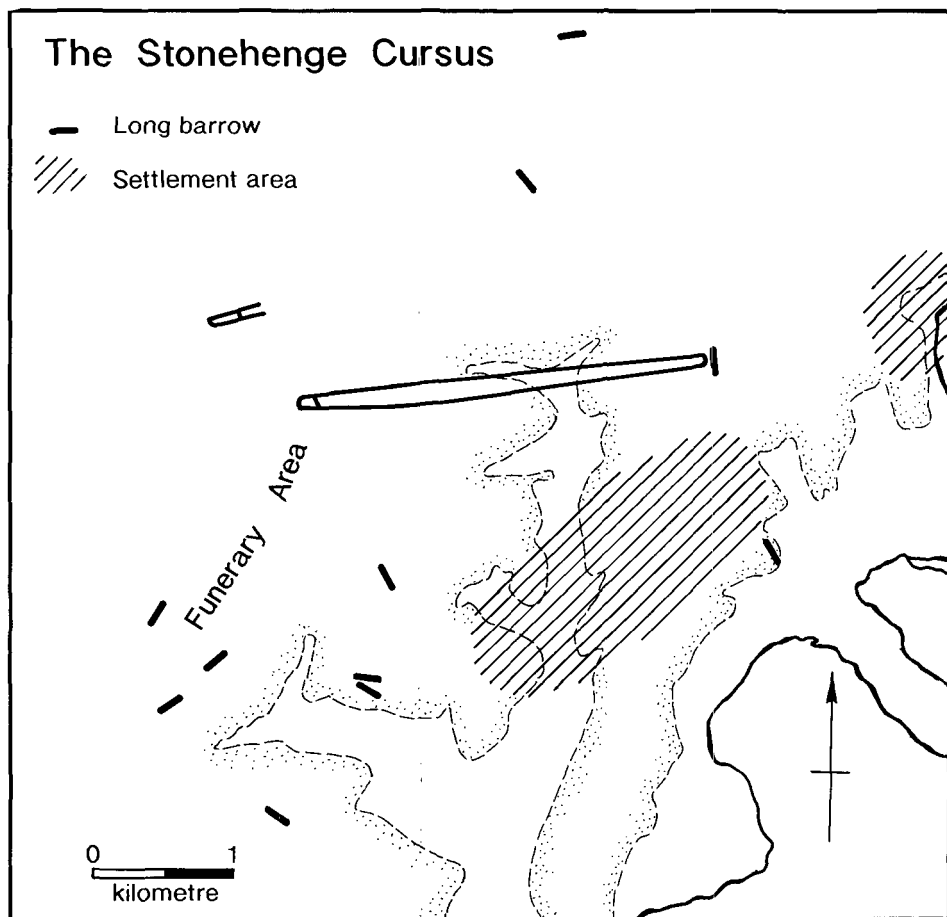 The Stonehenge Cursus
Long barrow
Settlement area
Funerary Area
0 1
kilometre